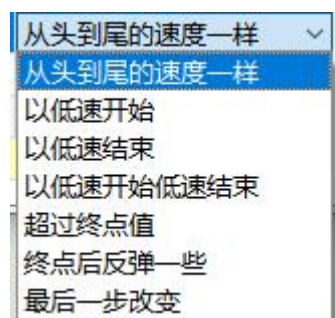 从头到尾的速度一样
从头到尾的速度一样
以低速开始
以低速结束
以低速开始低速结束
超过终点值
终点后反弹一些
最后一步改变